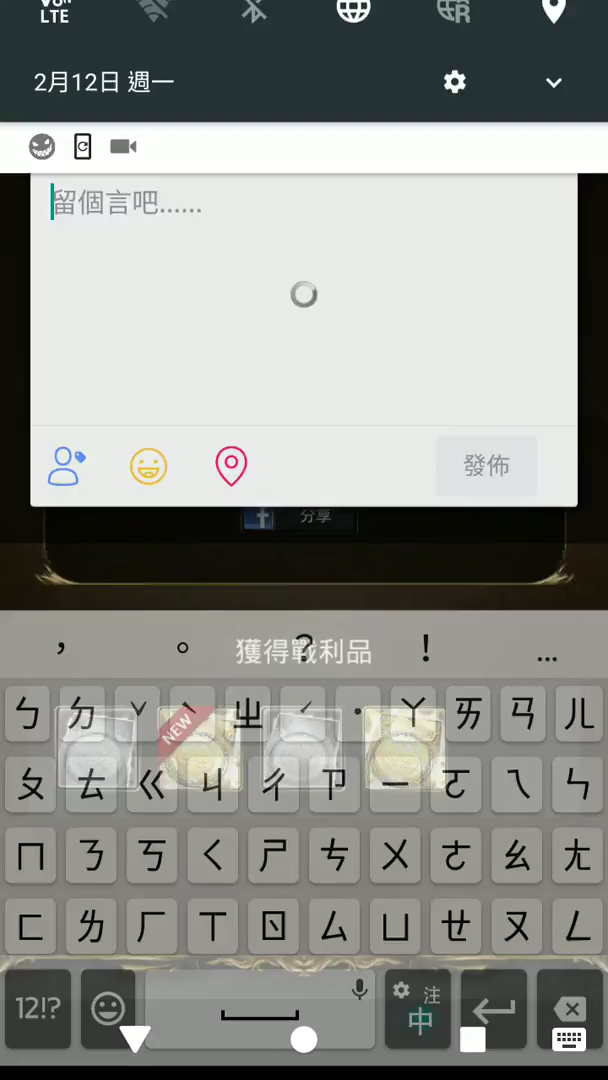 VoLTE
R
2月12日 週一
留個言吧......
發佈
f 分享
， 。 ? ! ...
獲得戰利品
NEW
ㄅ ㄉ ˇ ˋ ㄓ ˊ ˙ ㄚ ㄞ ㄢ ㄦ
ㄆ ㄊ ㄍ ㄐ ㄔ ㄗ ㄧ ㄛ ㄟ ㄣ
ㄇ ㄋ ㄎ ㄑ ㄕ ㄘ ㄨ ㄜ ㄠ ㄤ
ㄈ ㄌ ㄏ ㄒ ㄖ ㄙ ㄩ ㄝ ㄡ ㄥ
12!? 注
中